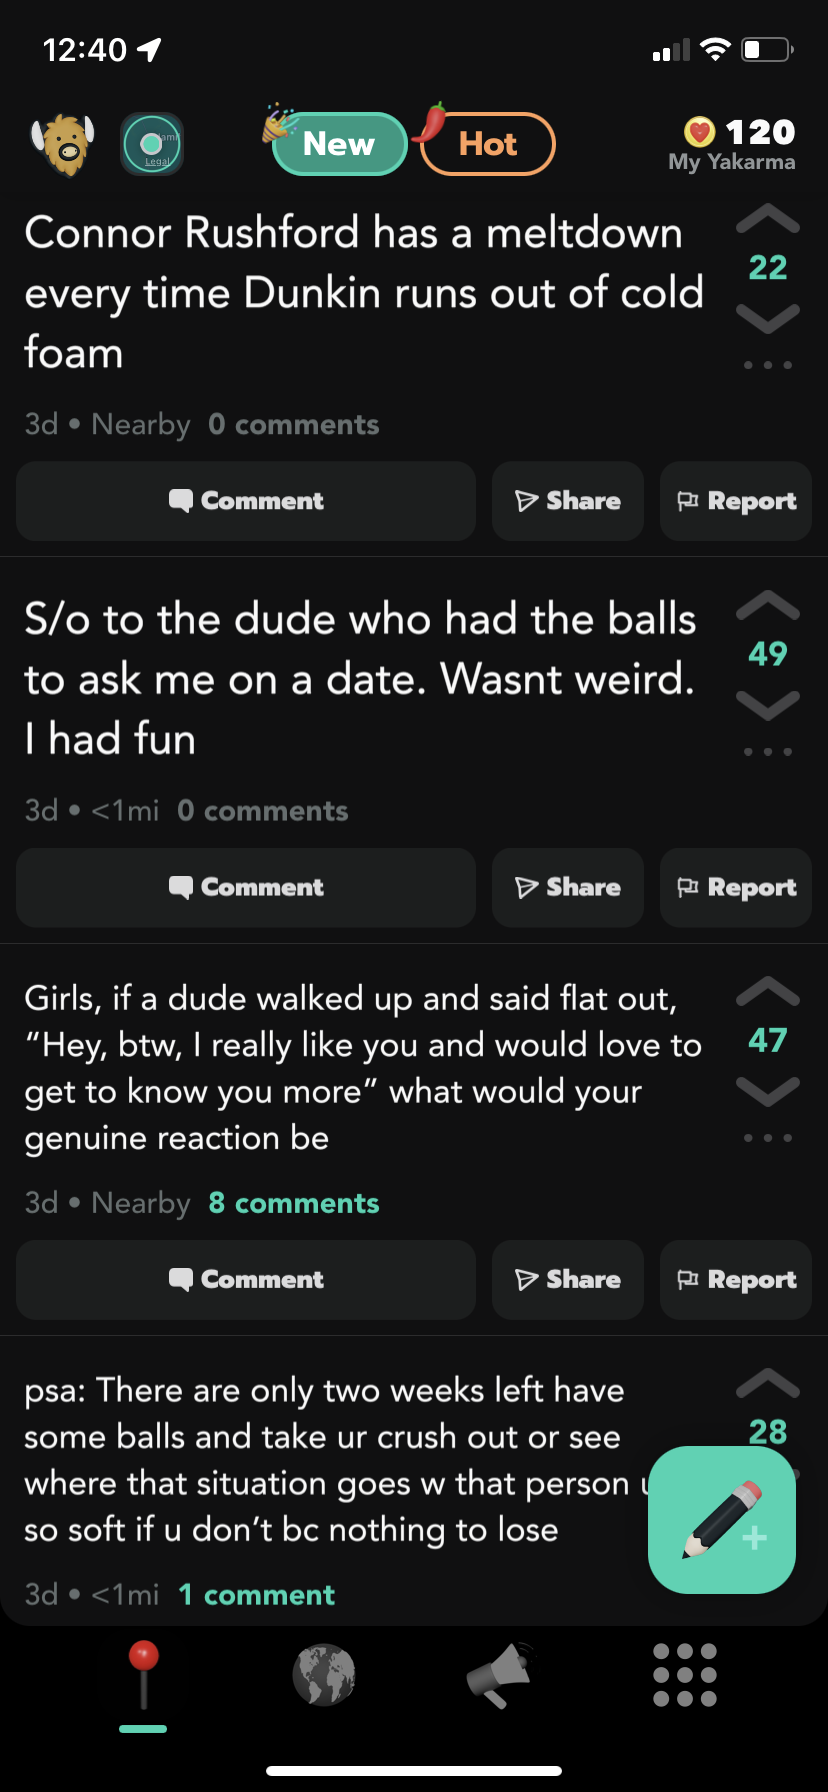 12:40
New
Hot
120
My Yakarma
Legal
Connor Rushford has a meltdown
every time Dunkin runs out of cold
foam
22
3d • Nearby 0 comments
Comment
Share
Report
S/o to the dude who had the balls
to ask me on a date. Wasnt weird.
I had fun
49
3d • <1mi 0 comments
Comment
Share
Report
Girls, if a dude walked up and said flat out,
“Hey, btw, I really like you and would love to
get to know you more” what would your
genuine reaction be
47
3d • Nearby 8 comments
Comment
Share
Report
psa: There are only two weeks left have
some balls and take ur crush out or see
where that situation goes w that person
so soft if u don’t bc nothing to lose
28
3d • <1mi 1 comment